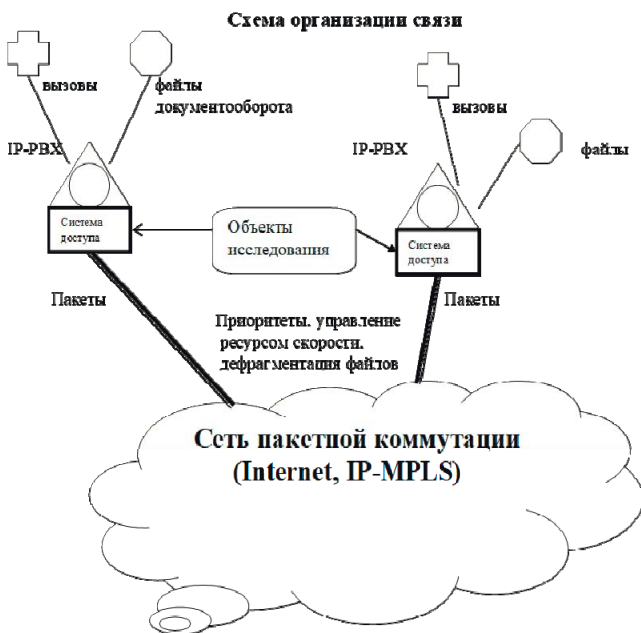 Схема организации связи
вызовы
файлы
документооборота
IP-PBX
вызовы
IP-PBX
файлы
Система
доступа
Объекты
исследования
Система
доступа
Пакеты
Пакеты
Приоритеты, управление
ресурсом скорости,
дефрагментация файлов
Сеть пакетной коммутации
(Internet, IP-MPLS)